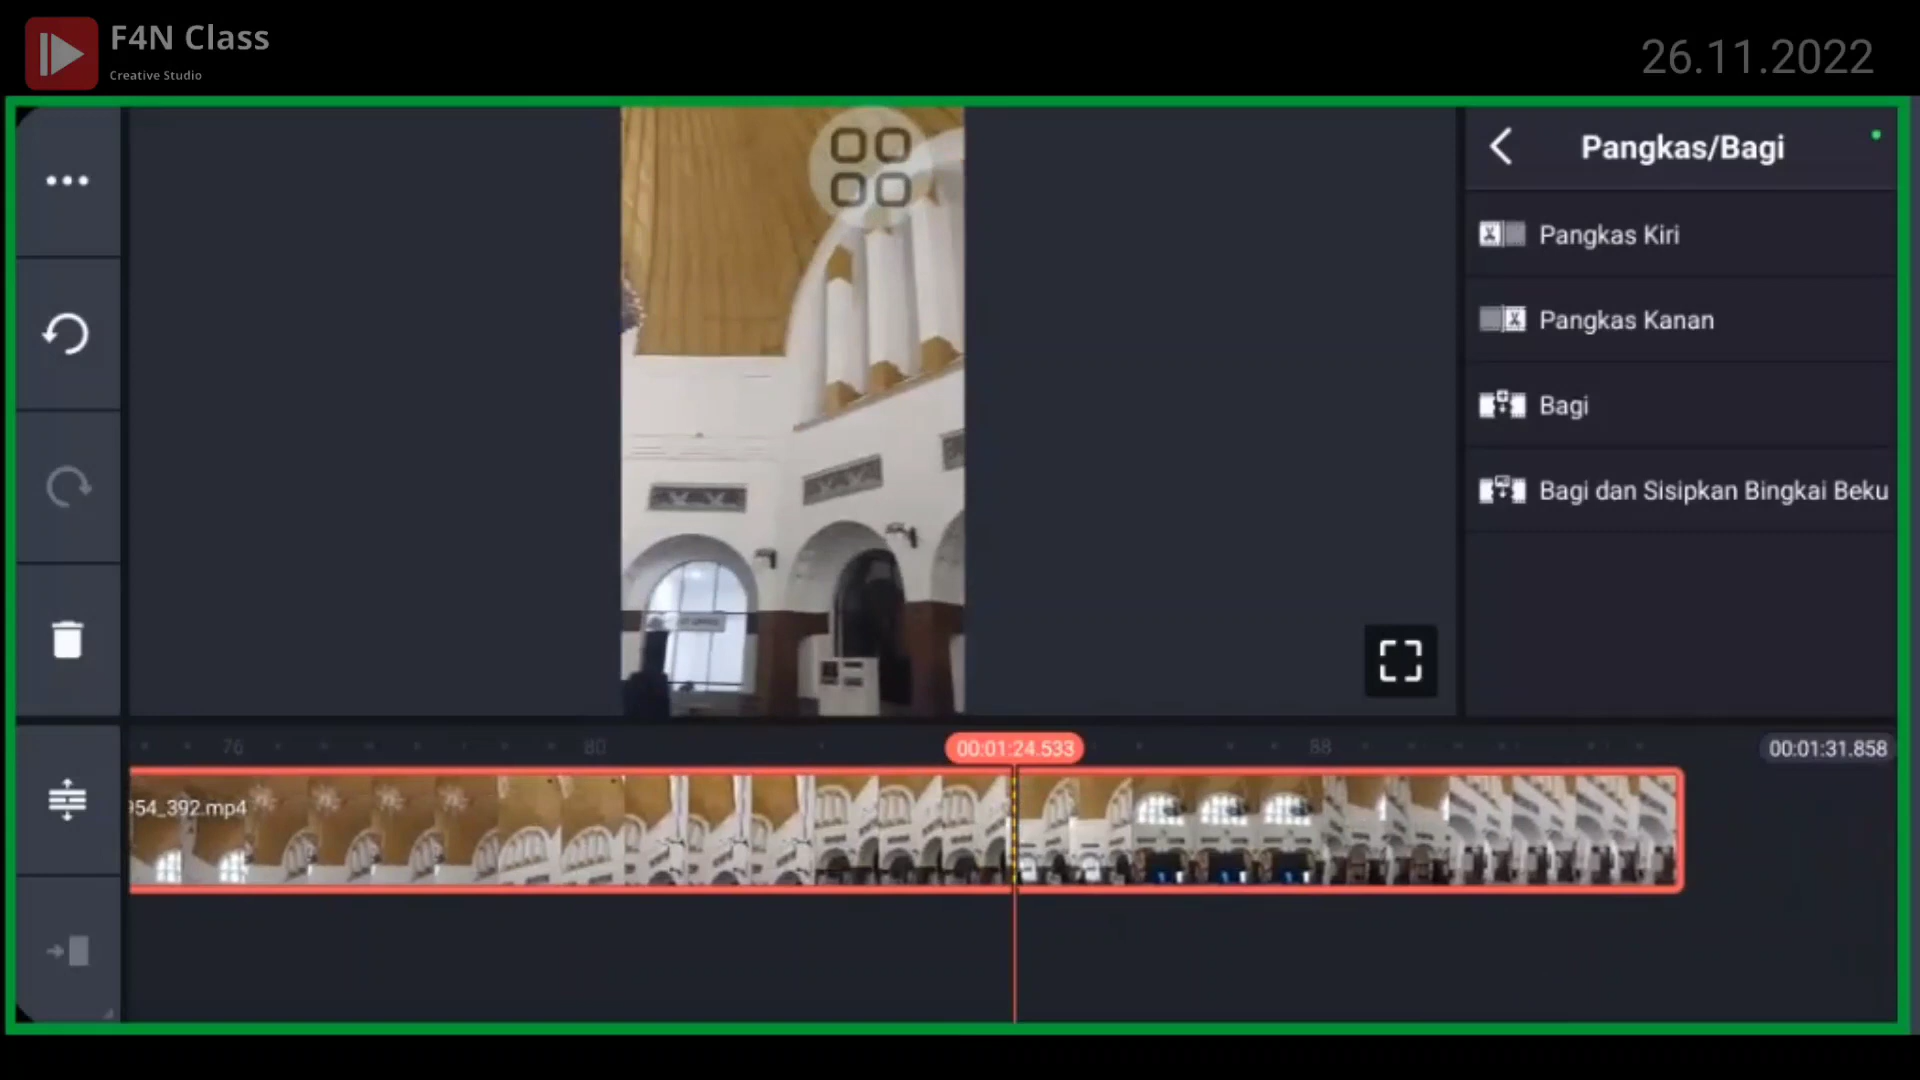 F4N Class
Creative Studio
26.11.2022
Pangkas/Bagi
Pangkas Kiri
Pangkas Kanan
Bagi
Bagi dan Sisipkan Bingkai Beku
76
80
00:01:24.533
88
00:01:31.858
954_392.mp4